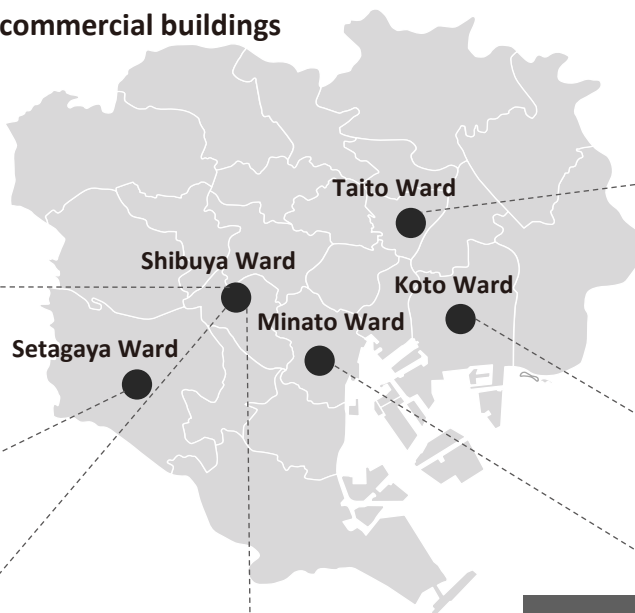 commercial buildings
Taito Ward
Shibuya Ward
Koto Ward
Minato Ward
Setagaya Ward